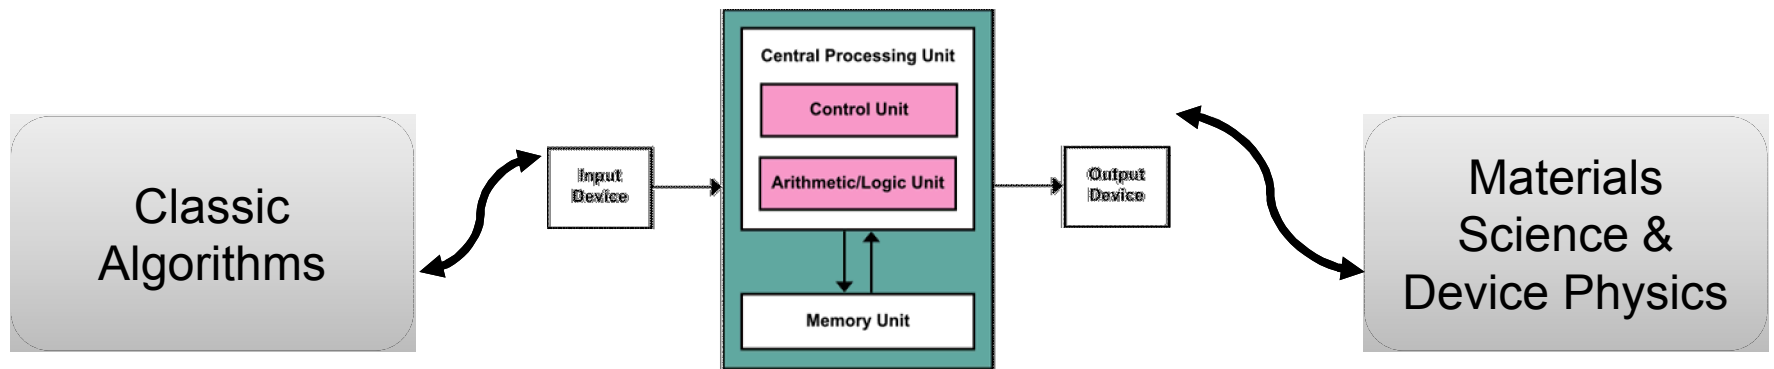 Classic
Algorithms
Input
Device
Central Processing Unit
Control Unit
Arithmetic/Logic Unit
Memory Unit
Output
Device
Materials
Science &
Device Physics